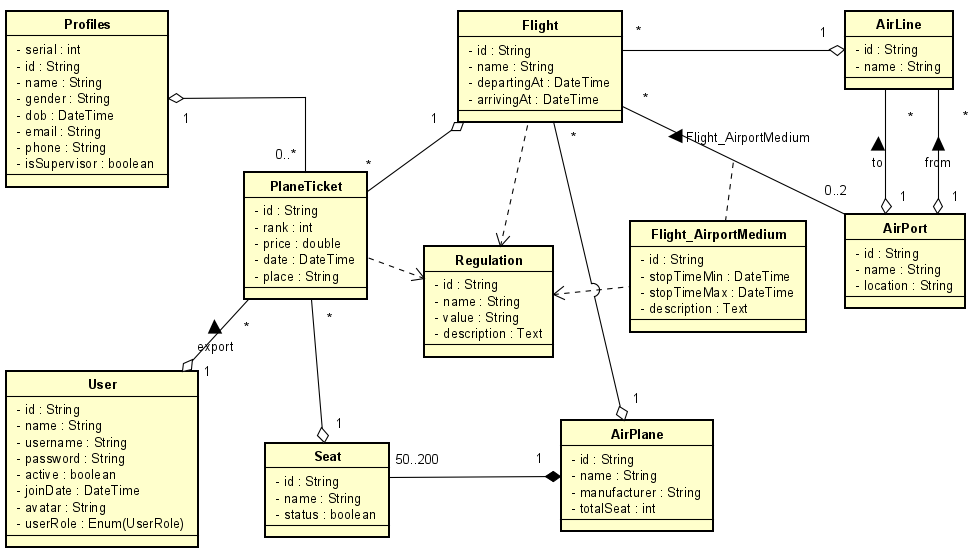 Profiles
- serial : int
- id : String
- name : String
- gender : String
- dob : DateTime
- email : String
- phone : String
- isSupervisor : boolean
1
0..*
Flight
- id : String
- name : String
- departingAt : DateTime
- arrivingAt : DateTime
*
1
AirLine
- id : String
- name : String
*
*
to
from
1
1
*
Flight_AirportMedium
0..2
1
*
*
PlaneTicket
- id : String
- rank : int
- price : double
- date : DateTime
- place : String
Regulation
- id : String
- name : String
- value : String
- description : Text
Flight_AirportMedium
- id : String
- stopTimeMin : DateTime
- stopTimeMax : DateTime
- description : Text
AirPort
- id : String
- name : String
- location : String
*
export
1
*
1
1
User
- id : String
- name : String
- username : String
- password : String
- active : boolean
- joinDate : DateTime
- avatar : String
- userRole : Enum(UserRole)
Seat
- id : String
- name : String
- status : boolean
50..200
1
AirPlane
- id : String
- name : String
- manufacturer : String
- totalSeat : int